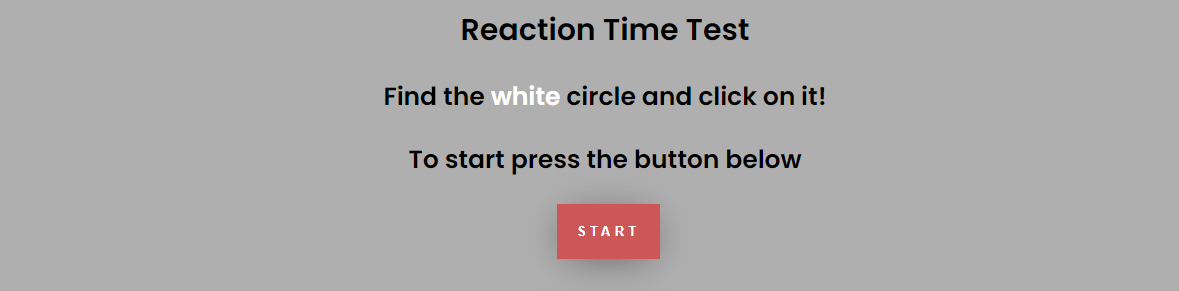 Reaction Time Test
Find the white circle and click on it!
To start press the button below
START